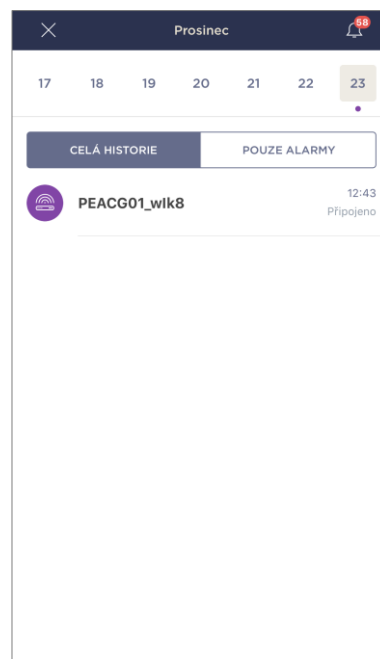 Prosinec
58
17 18 19 20 21 22 23
CELÁ HISTORIE POUZE ALARMY
12:43
PEACG01_wlk8
Připojeno